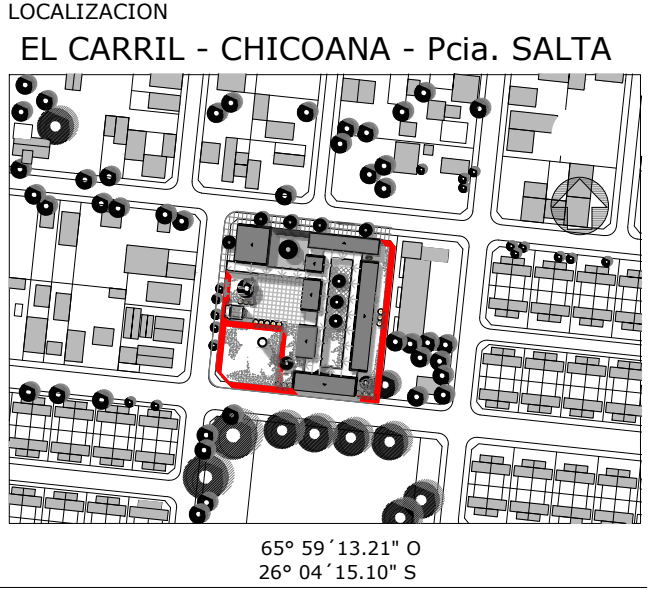 LOCALIZACION
EL CARRIL - CHICOANA - Pcia. SALTA
65° 59´13.21" O
26° 04´15.10" S